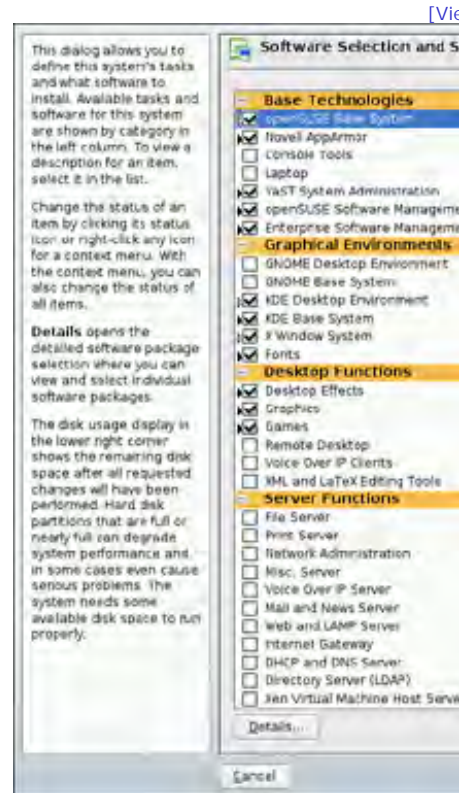 [Vie
This dialog allows you to
define this system's tasks
and what software to
install. Available tasks and
software for this system
are shown by category in
the left column. To view a
description for an item,
select it in the list.
Change the status of an
item by clicking its status
icon or right-click any icon
for a context menu. With
the context menu, you can
also change the status of
all items.
Details opens the
detailed software package
selection where you can
view and select individual
software packages.
The disk usage display in
the lower right corner
shows the remaining disk
space after all requested
changes will have been
performed. Hard disk
partitions that are full or
nearly full can degrade
system performance and
in some cases even cause
serious problems. The
system needs some
available disk space to run
properly.
Software Selection and S
Base Technologies
openSUSE Base System
Novell AppArmor
Console Tools
Laptop
YaST System Administration
openSUSE Software Manageme
Enterprise Software Manageme
Graphical Environments
GNOME Desktop Environment
GNOME Base System
KDE Desktop Environment
KDE Base System
X Window System
Fonts
Desktop Functions
Desktop Effects
Graphics
Games
Remote Desktop
Voice Over IP Clients
XML and LaTeX Editing Tools
Server Functions
File Server
Print Server
Network Administration
Misc. Server
Voice Over IP Server
Mail and News Server
Web and LAMP Server
Internet Gateway
DHCP and DNS Server
Directory Server (LDAP)
Xen Virtual Machine Host Serve
Details...
Cancel